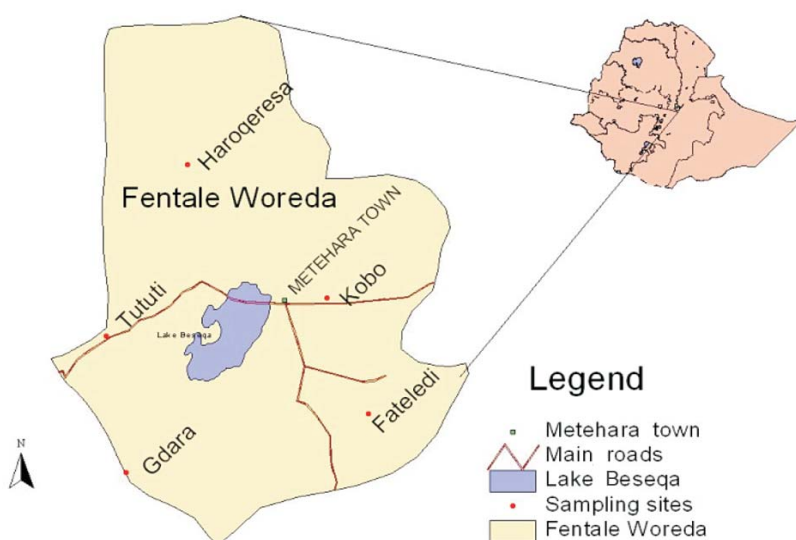 Haroqeresa
Fentale Woreda
METEHARA TOWN
Kobo
Tututi
Lake Beseqa
Fateledi
Gdara
N
Legend
Metehara town
Main roads
Lake Beseqa
Sampling sites
Fentale Woreda